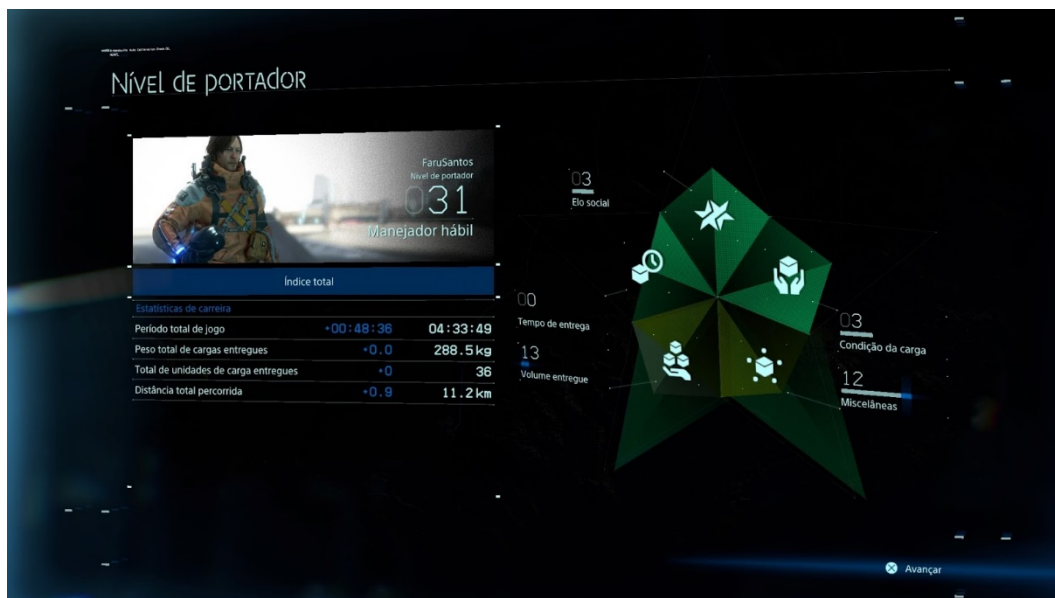 Nível de portador
FaruSantos
Nível de portador
031
Manejador hábil
Índice total
Estatísticas de carreira
Período total de jogo +00:48:36 04:33:49
Peso total de cargas entregues +0.0 288.5kg
Total de unidades de carga entregues +0 36
Distância total percorrida +0.9 11.2km
03
Elo social
00
Tempo de entrega
13
Volume entregue
03
Condição da carga
12
Miscelâneas
Avançar